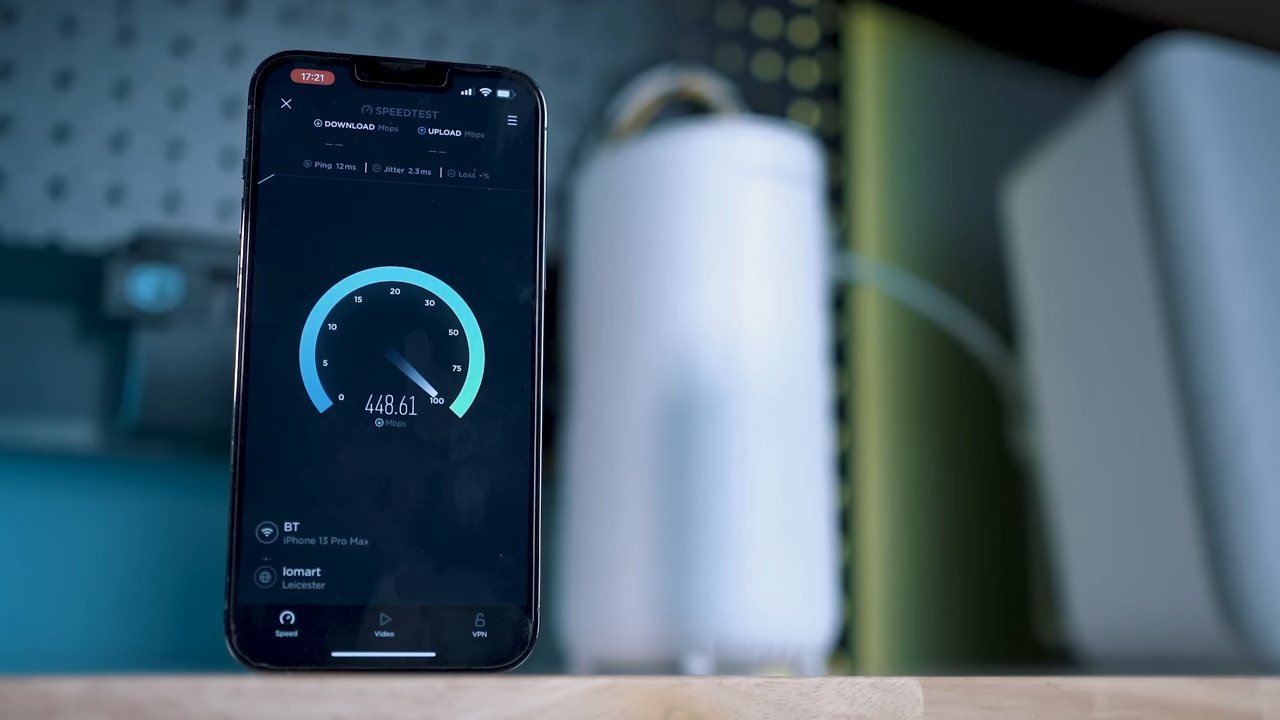 17:21
SPEEDTEST
DOWNLOAD Mbps UPLOAD Mbps
— — — —
Ping 12ms | Jitter 2.3ms | Loss -%
20
15 30
10 50
5 75
0 100
448.61
Mbps
BT
iPhone 13 Pro Max
Iomart
Leicester
Speed Video VPN